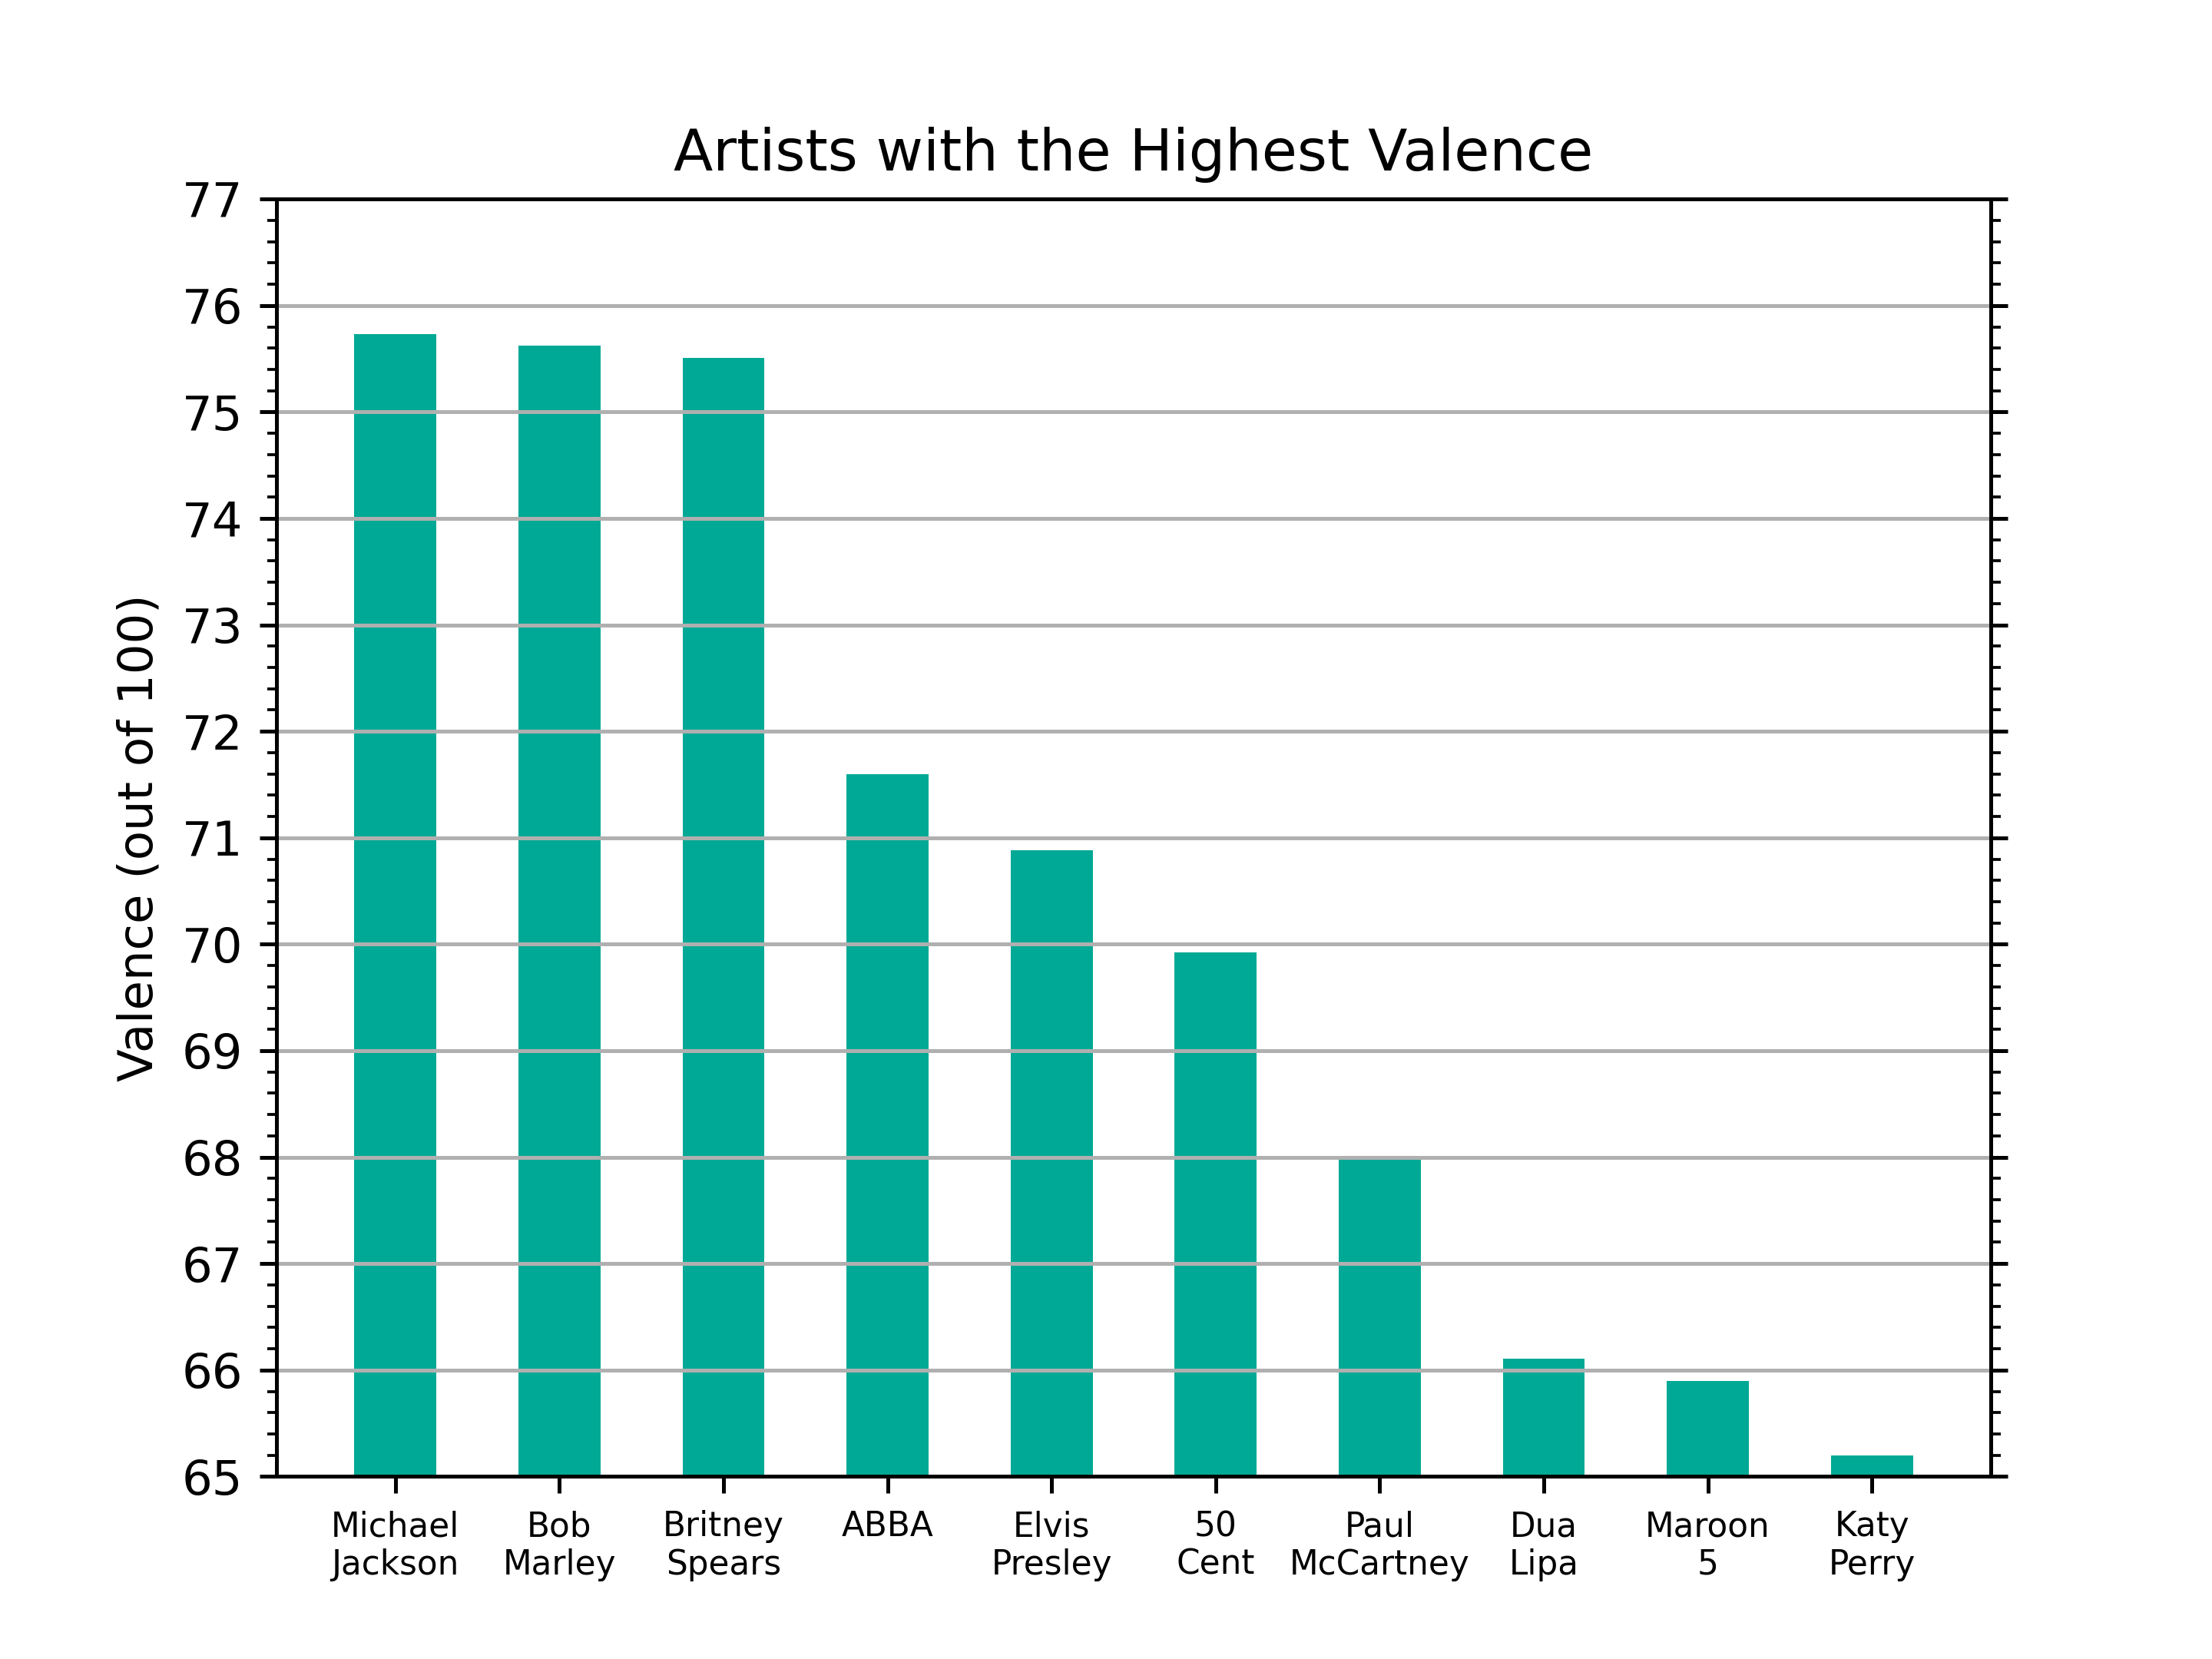 Artists with the Highest Valence
Valence (out of 100)
77
76
75
74
73
72
71
70
69
68
67
66
65
Michael
Jackson
Bob
Marley
Britney
Spears
ABBA
Elvis
Presley
50
Cent
Paul
McCartney
Dua
Lipa
Maroon
5
Katy
Perry